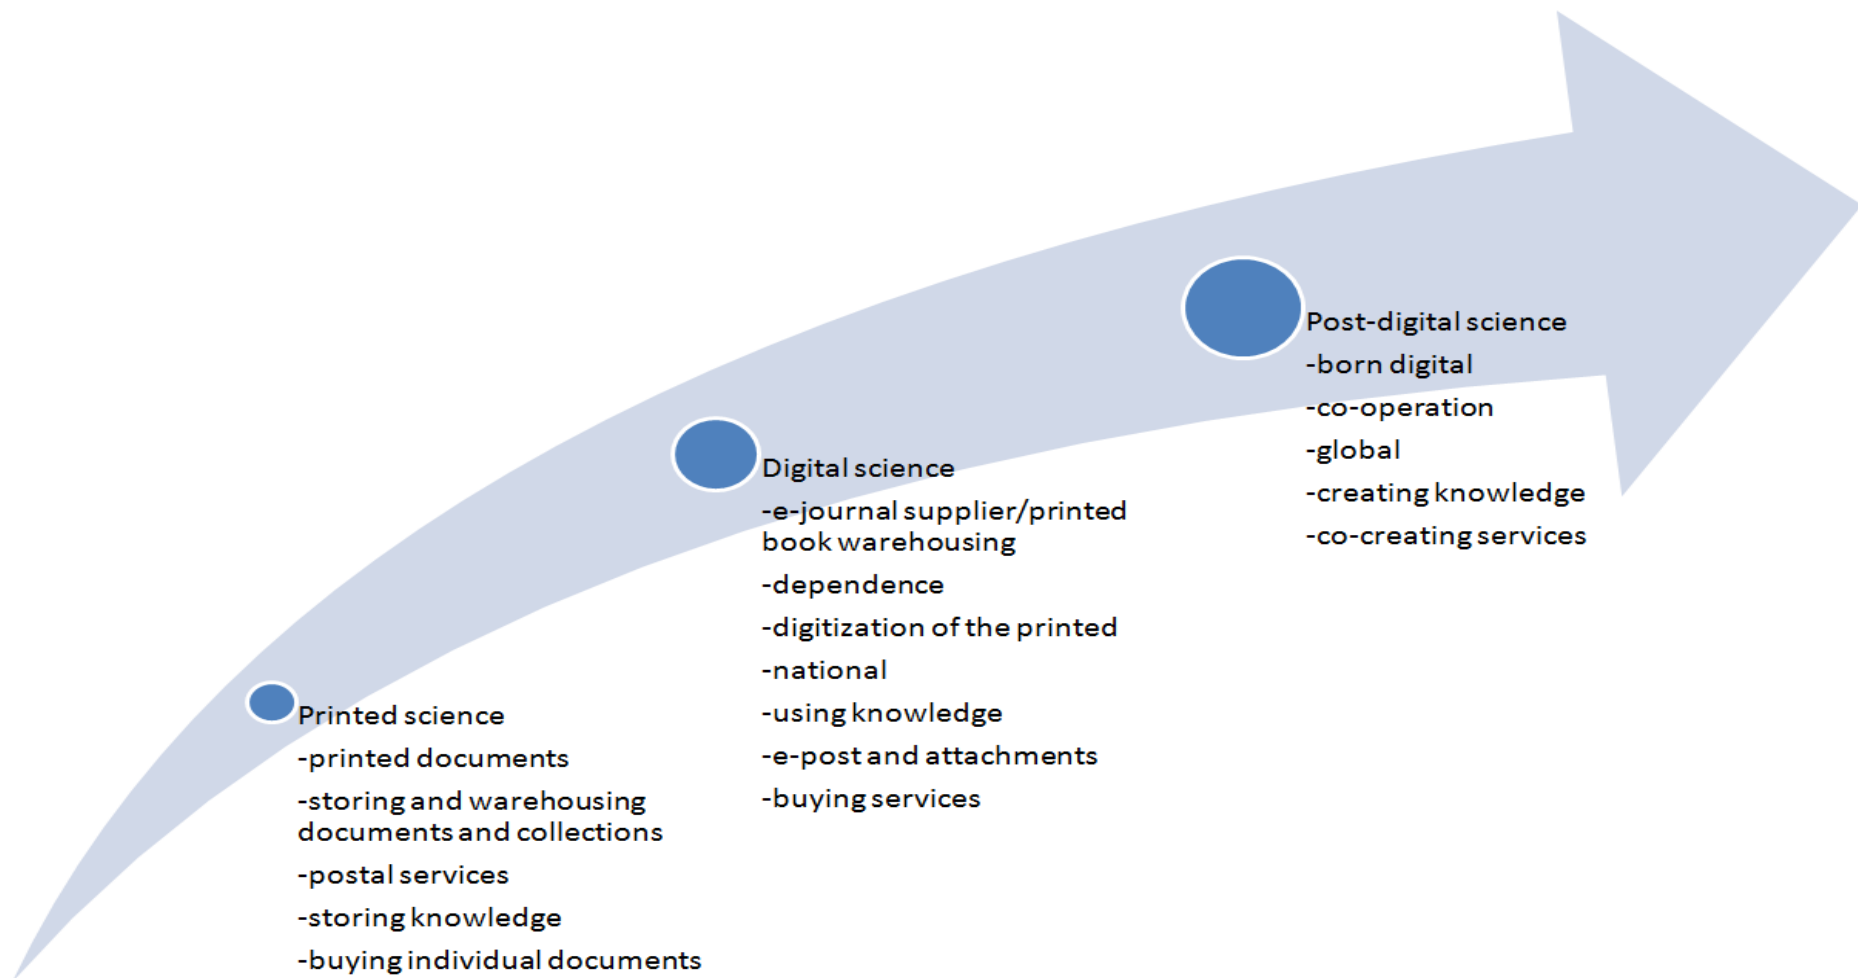 Printed science
-printed documents
-storing and warehousing
documents and collections
-postal services
-storing knowledge
-buying individual documents
Digital science
-e-journal supplier/printed
book warehousing
-dependence
-digitization of the printed
-national
-using knowledge
-e-post and attachments
-buying services
Post-digital science
-born digital
-co-operation
-global
-creating knowledge
-co-creating services